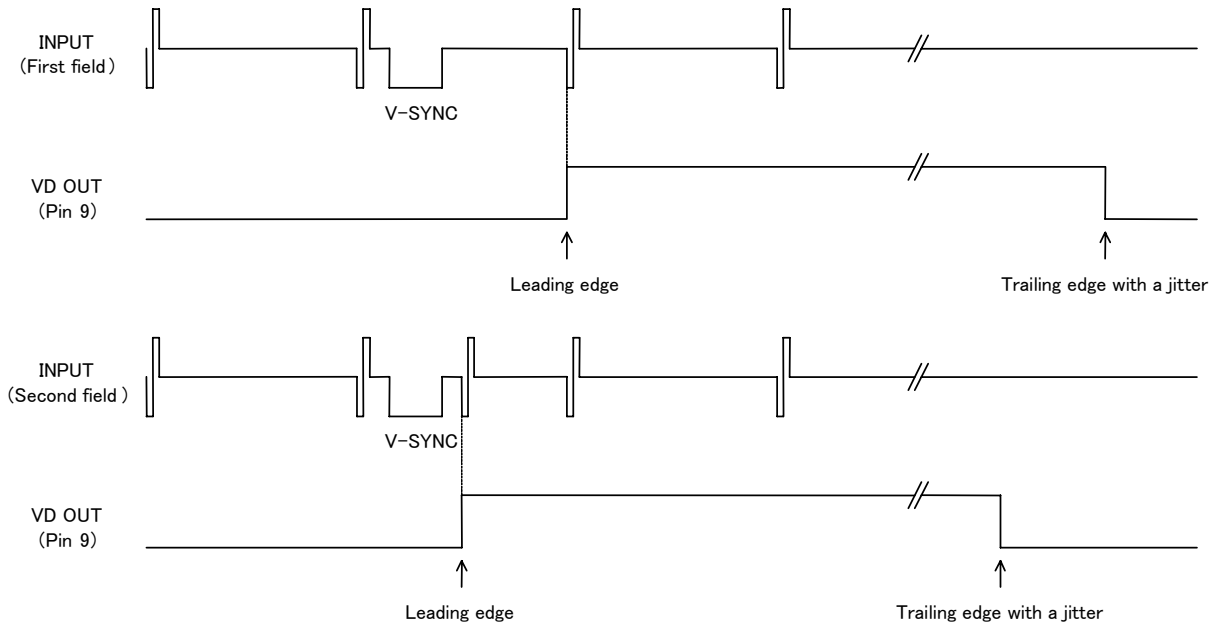 INPUT
(First field)
V-SYNC
VD OUT
(Pin 9)
Leading edge
Trailing edge with a jitter
INPUT
(Second field)
V-SYNC
VD OUT
(Pin 9)
Leading edge
Trailing edge with a jitter